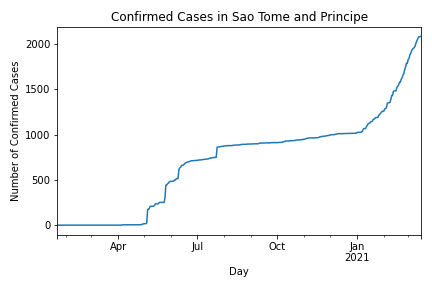 Confirmed Cases in Sao Tome and Principe
Number of Confirmed Cases
2000
1500
1000
500
0
Apr
Jul
Oct
Jan
2021
Day